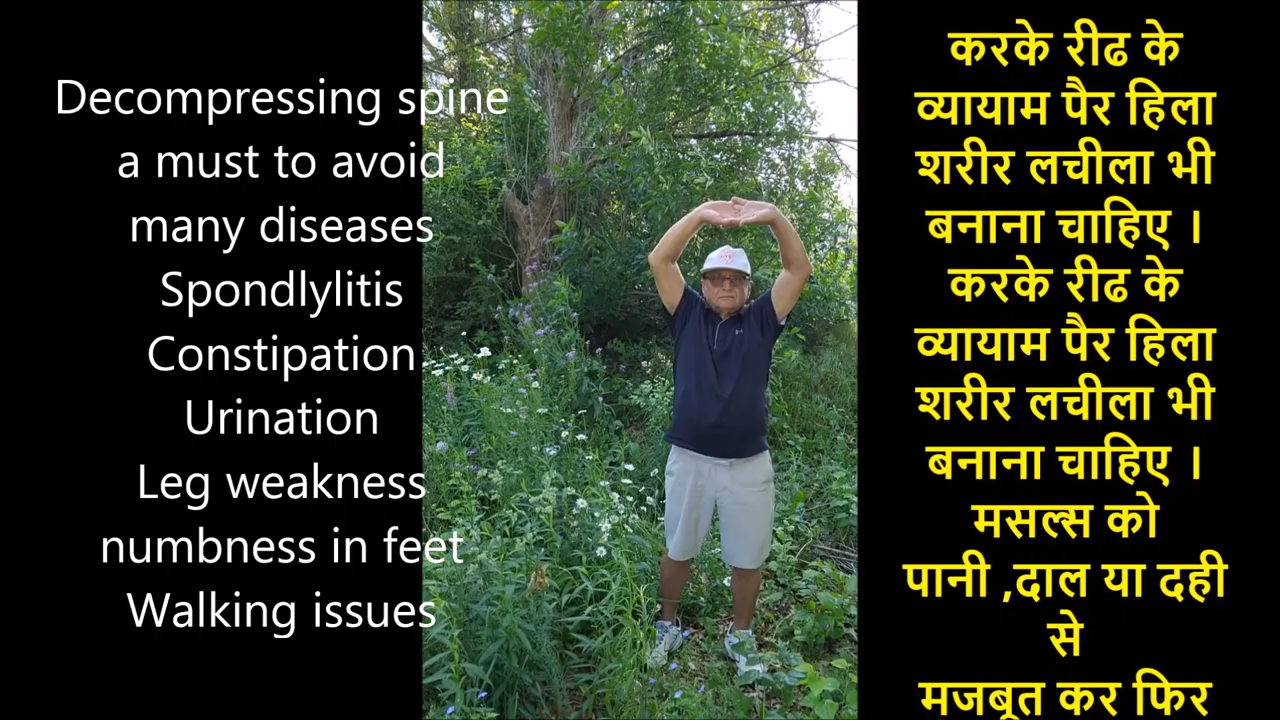 Decompressing spine
a must to avoid
many diseases
Spondlylitis
Constipation
Urination
Leg weakness
numbness in feet
Walking issues
करके रीढ के
व्यायाम पैर हिला
शरीर लचीला भी
बनाना चाहिए ।
करके रीढ के
व्यायाम पैर हिला
शरीर लचीला भी
बनाना चाहिए ।
मसल्स को
पानी ,दाल या दही
से
मजबूत कर फिर